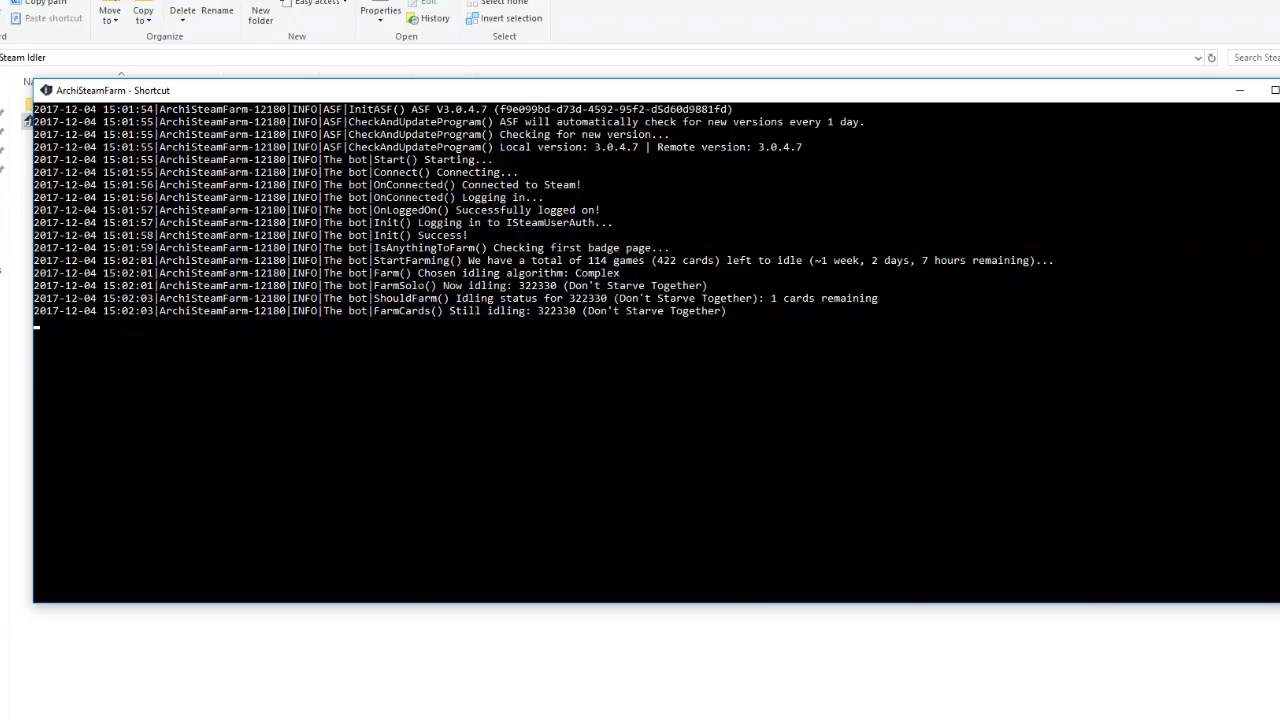 Copy path
Easy access
Edit
Select none
Paste shortcut
Move to
Copy to
Delete
Rename
New folder
Properties
History
Invert selection
Organize
New
Open
Select
Steam Idler
Search Stea
ArchiSteamFarm - Shortcut
2017-12-04 15:01:54|ArchiSteamFarm-12180|INFO|ASF|InitASF() ASF V3.0.4.7 (f9e099bd-d73d-4592-95f2-d5d60d9881fd)
2017-12-04 15:01:55|ArchiSteamFarm-12180|INFO|ASF|CheckAndUpdateProgram() ASF will automatically check for new versions every 1 day.
2017-12-04 15:01:55|ArchiSteamFarm-12180|INFO|ASF|CheckAndUpdateProgram() Checking for new version...
2017-12-04 15:01:55|ArchiSteamFarm-12180|INFO|ASF|CheckAndUpdateProgram() Local version: 3.0.4.7 | Remote version: 3.0.4.7
2017-12-04 15:01:55|ArchiSteamFarm-12180|INFO|The bot|Start() Starting...
2017-12-04 15:01:55|ArchiSteamFarm-12180|INFO|The bot|Connect() Connecting...
2017-12-04 15:01:56|ArchiSteamFarm-12180|INFO|The bot|OnConnected() Connected to Steam!
2017-12-04 15:01:56|ArchiSteamFarm-12180|INFO|The bot|OnConnected() Logging in...
2017-12-04 15:01:57|ArchiSteamFarm-12180|INFO|The bot|OnLoggedOn() Successfully logged on!
2017-12-04 15:01:57|ArchiSteamFarm-12180|INFO|The bot|Init() Logging in to ISteamUserAuth...
2017-12-04 15:01:58|ArchiSteamFarm-12180|INFO|The bot|Init() Success!
2017-12-04 15:01:59|ArchiSteamFarm-12180|INFO|The bot|IsAnythingToFarm() Checking first badge page...
2017-12-04 15:02:01|ArchiSteamFarm-12180|INFO|The bot|StartFarming() We have a total of 114 games (422 cards) left to idle (~1 week, 2 days, 7 hours remaining)...
2017-12-04 15:02:01|ArchiSteamFarm-12180|INFO|The bot|Farm() Chosen idling algorithm: Complex
2017-12-04 15:02:01|ArchiSteamFarm-12180|INFO|The bot|FarmSolo() Now idling: 322330 (Don't Starve Together)
2017-12-04 15:02:03|ArchiSteamFarm-12180|INFO|The bot|ShouldFarm() Idling status for 322330 (Don't Starve Together): 1 cards remaining
2017-12-04 15:02:03|ArchiSteamFarm-12180|INFO|The bot|FarmCards() Still idling: 322330 (Don't Starve Together)